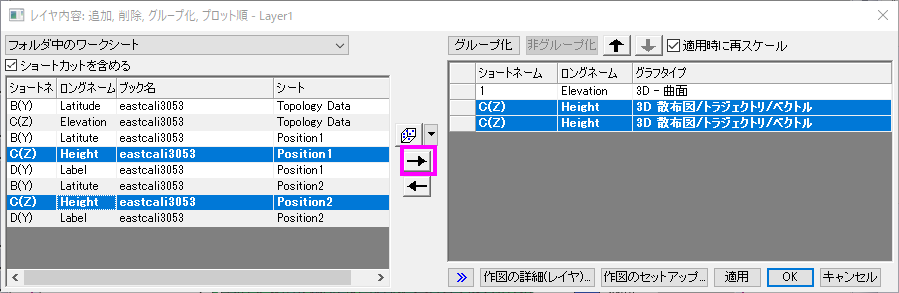 レイヤ内容: 追加, 削除, グループ化, プロット順 - Layer1
フォルダ中のワークシート
ショートカットを含める
ショートネ ロングネーム ブック名 シート
B(Y) Latitude eastcali3053 Topology Data
C(Z) Elevation eastcali3053 Topology Data
B(Y) Latitute eastcali3053 Position1
C(Z) Height eastcali3053 Position1
D(Y) Label eastcali3053 Position1
B(Y) Latitute eastcali3053 Position2
C(Z) Height eastcali3053 Position2
D(Y) Label eastcali3053 Position2
グループ化 非グループ化 適用時に再スケール
ショートネーム ロングネーム グラフタイプ
1 Elevation 3D - 曲面
C(Z) Height 3D 散布図/トラジェクトリ/ベクトル
C(Z) Height 3D 散布図/トラジェクトリ/ベクトル
作図の詳細(レイヤ)... 作図のセットアップ... 適用 OK キャンセル